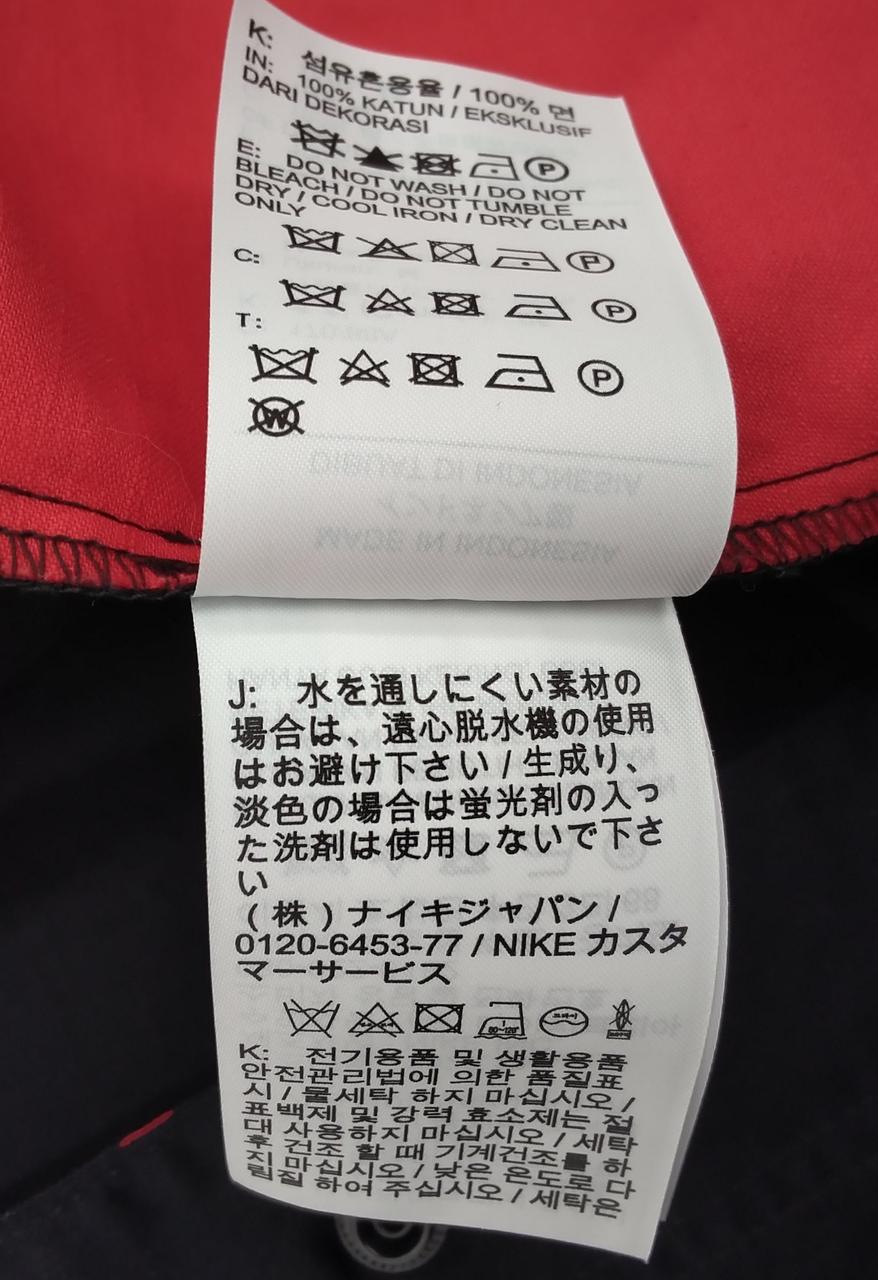 K: 섬유혼용율 / 100% 면
IN: 100% KATUN / EKSKLUSIF
DARI DEKORASI
E: DO NOT WASH / DO NOT
BLEACH / DO NOT TUMBLE
DRY / COOL IRON / DRY CLEAN
ONLY
C:
P
P
T:
P
W
J: 水を通しにくい素材の
場合は、遠心脱水機の使用
はお避け下さい / 生成り、
淡色の場合は蛍光剤の入っ
た洗剤は使用しないで下さ
い
(株) ナイキジャパン /
0120-6453-77 / NIKE カスタ
マーサービス
K: 전기용품 및 생활용품
안전관리법에 의한 품질표
시 / 물세탁 하지 마십시오 /
표백제 및 강력 효소제는 절
대 사용하지 마십시오 / 세탁
후 건조 할 때 기계건조를 하
지 마십시오 / 낮은 온도로 다
림질 하여 주십시오 / 세탁은